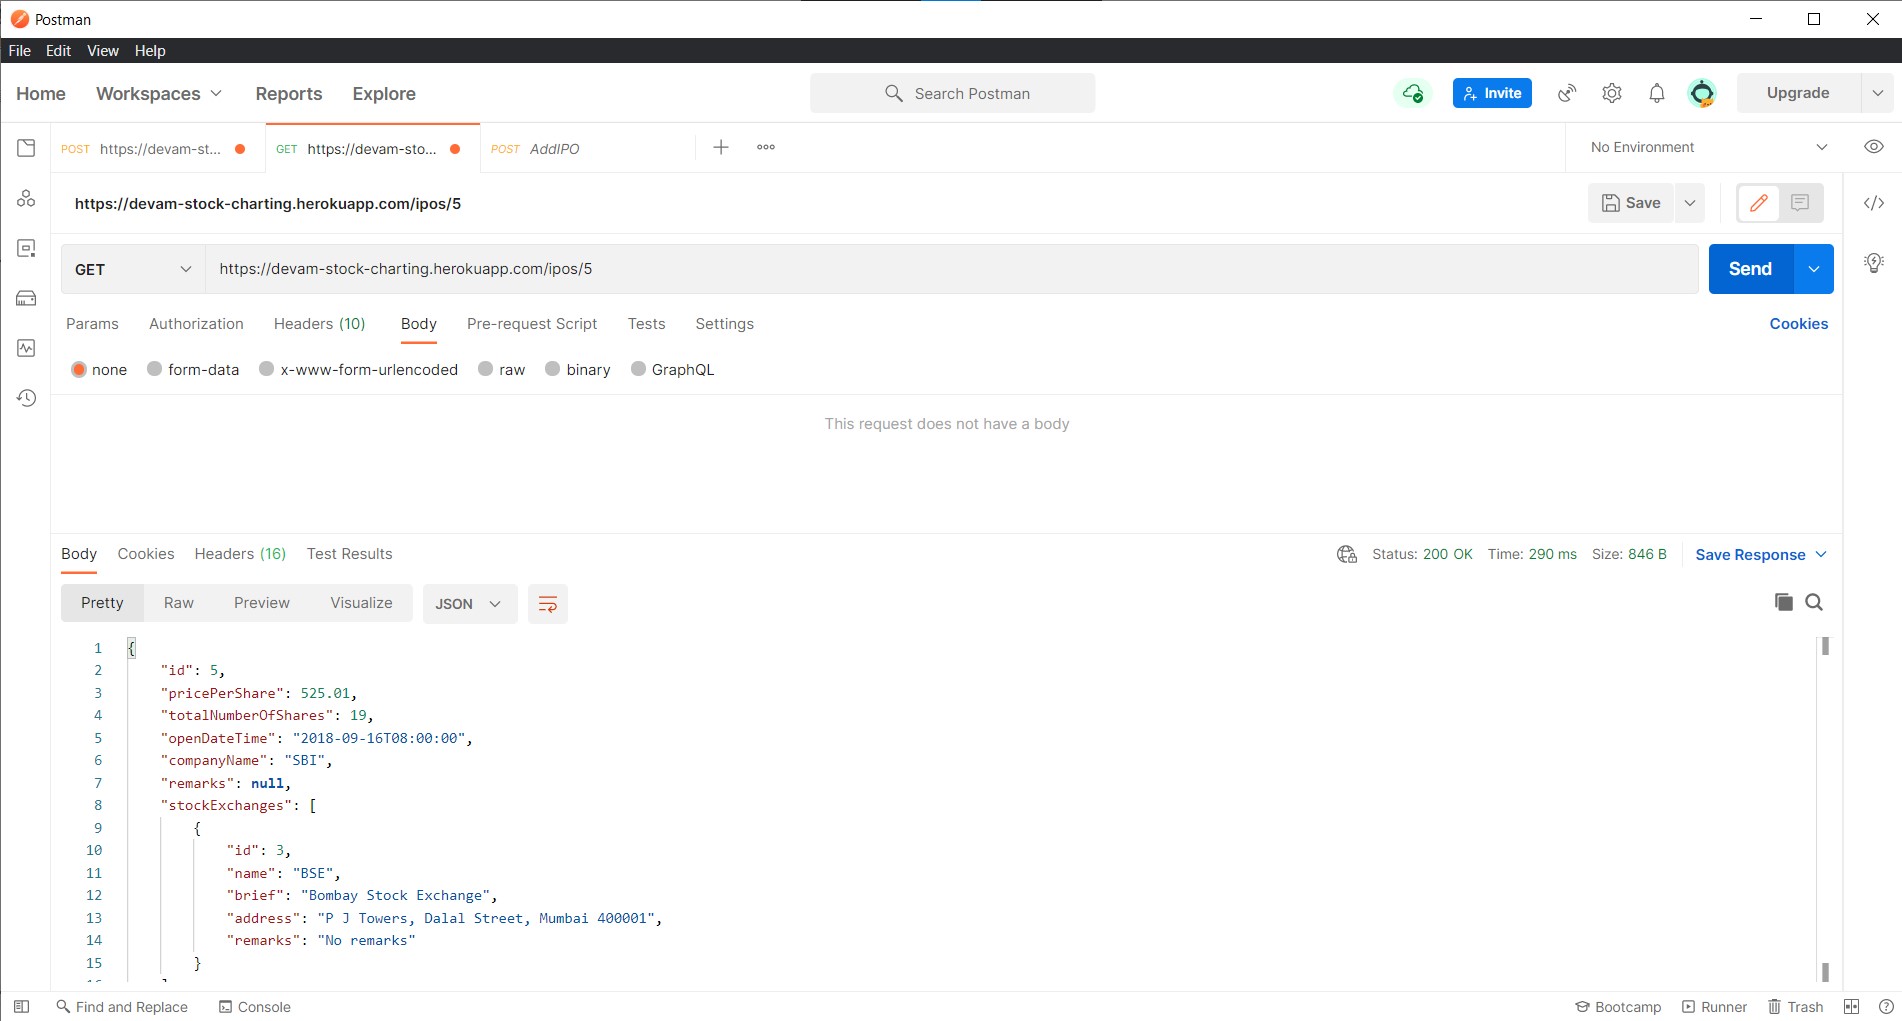 Postman
File Edit View Help
Home Workspaces Reports Explore Search Postman Invite Upgrade
POST https://devam-st... GET https://devam-sto... POST AddIPO No Environment
https://devam-stock-charting.herokuapp.com/ipos/5 Save
GET https://devam-stock-charting.herokuapp.com/ipos/5 Send
Params Authorization Headers (10) Body Pre-request Script Tests Settings Cookies
none form-data x-www-form-urlencoded raw binary GraphQL
This request does not have a body
Body Cookies Headers (16) Test Results Status: 200 OK Time: 290 ms Size: 846 B Save Response
Pretty Raw Preview Visualize JSON
1 {
2 "id": 5,
3 "pricePerShare": 525.01,
4 "totalNumberOfShares": 19,
5 "openDateTime": "2018-09-16T08:00:00",
6 "companyName": "SBI",
7 "remarks": null,
8 "stockExchanges": [
9 {
10 "id": 3,
11 "name": "BSE",
12 "brief": "Bombay Stock Exchange",
13 "address": "P J Towers, Dalal Street, Mumbai 400001",
14 "remarks": "No remarks"
15 }
Find and Replace Console Bootcamp Runner Trash